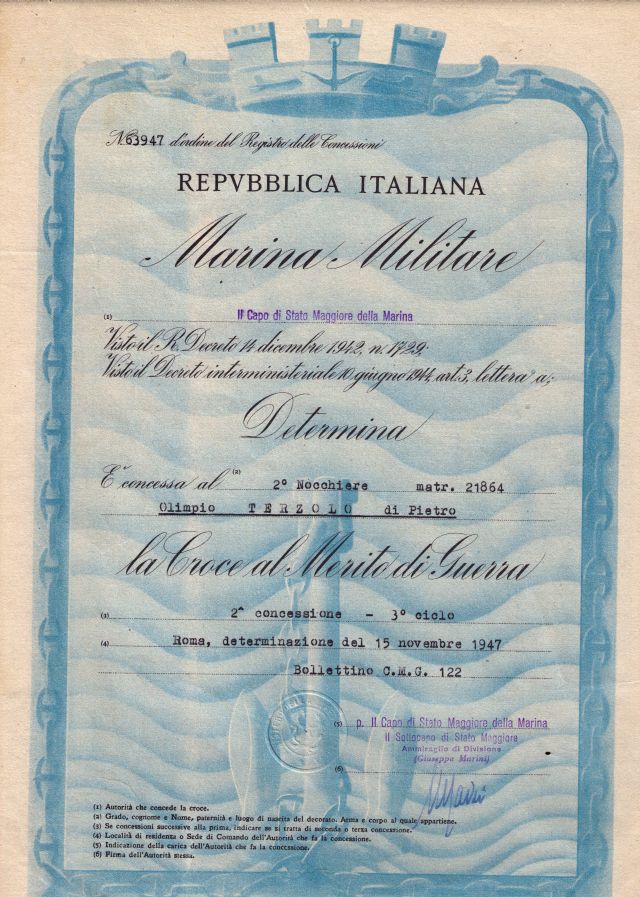 N. 63947 d'ordine del Registro delle Concessioni
REPVBBLICA ITALIANA
Marina Militare
(1) Il Capo di Stato Maggiore della Marina
Visto il R. Decreto 14 dicembre 1942, n. 1729;
Visto il Decreto interministeriale 10 giugno 1944, art. 3, lettera a;
Determina
E' concessa al (2) 2° Nocchiere matr. 21864
Olimpio TERZOLO di Pietro
la Croce al Merito di Guerra
(3) 2^ concessione - 3° ciclo
(4) Roma, determinazione del 15 novembre 1947
Bollettino C.M.G. 122
(5) p. Il Capo di Stato Maggiore della Marina
Il Sottocapo di Stato Maggiore
Ammiraglio di Divisione
(Giuseppe Marini)
(6)
(1) Autorità che concede la croce.
(2) Grado, cognome e Nome, paternità e luogo di nascita del decorato. Arma e corpo al quale appartiene.
(3) Se concessioni successive alla prima, indicare se si tratta di seconda o terza concessione.
(4) Località di residenza o Sede di Comando dell'Autorità che fa la concessione.
(5) Indicazione della carica dell'Autorità che fa la concessione.
(6) Firma dell'Autorità stessa.